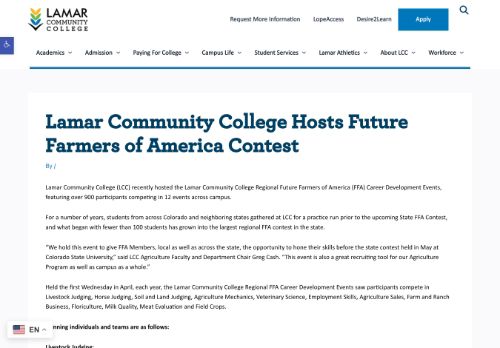 LAMAR
COMMUNITY
COLLEGE
Request More Information
LopeAccess
Desire2Learn
Apply
Academics
Admission
Paying For College
Campus Life
Student Services
Lamar Athletics
About LCC
Workforce
Lamar Community College Hosts Future
Farmers of America Contest
By /
Lamar Community College (LCC) recently hosted the Lamar Community College Regional Future Farmers of America (FFA) Career Development Events,
featuring over 900 participants competing in 12 events across campus.
For a number of years, students from across Colorado and neighboring states gathered at LCC for a practice run prior to the upcoming State FFA Contest,
and what began with fewer than 100 students has grown into the largest regional FFA contest in the state.
"We hold this event to give FFA Members, local as well as across the state, the opportunity to hone their skills before the state contest held in May at
Colorado State University," said LCC Agriculture Faculty and Department Chair Greg Cash. "This event is also a great recruiting tool for our Agriculture
Program as well as campus as a whole."
Held the first Wednesday in April, each year, the Lamar Community College Regional FFA Career Development Events saw participants compete in
Livestock Judging, Horse Judging, Soil and Land Judging, Agriculture Mechanics, Veterinary Science, Employment Skills, Agriculture Sales, Farm and Ranch
Business, Floriculture, Milk Quality, Meat Evaluation and Field Crops.
nning individuals and teams are as follows:
Livestock Judging:
EN